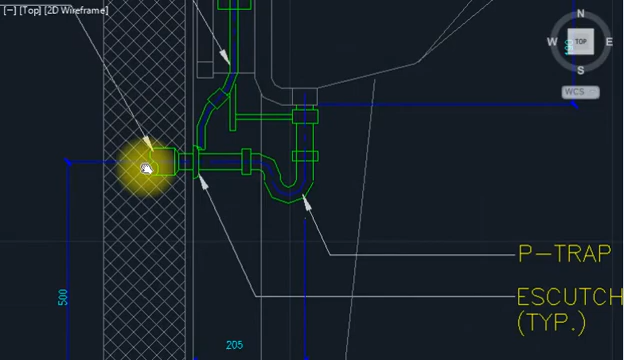 [−] [Top] [2D Wireframe]
N
W TOP E
S
WCS
P-TRAP
500
ESCUTCH
(TYP.)
205